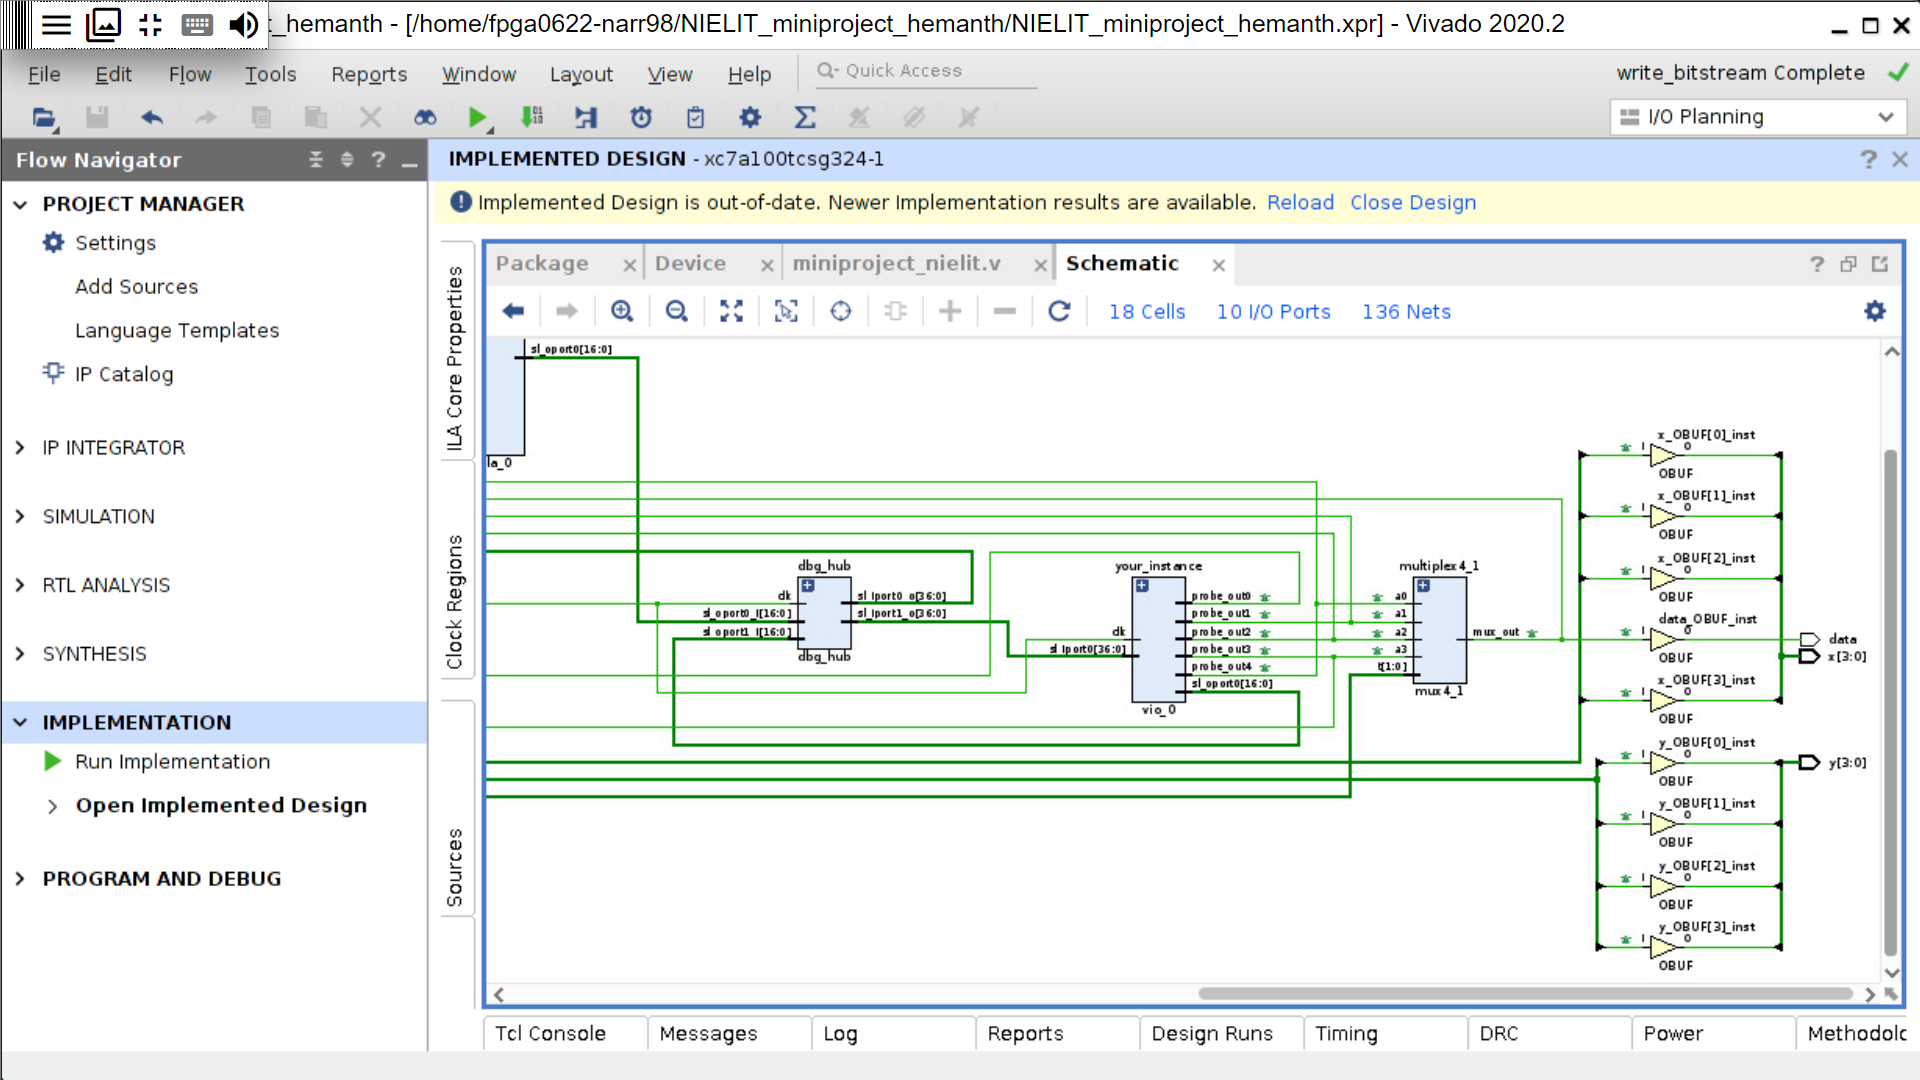 t_hemanth - [/home/fpga0622-narr98/NIELIT_miniproject_hemanth/NIELIT_miniproject_hemanth.xpr] - Vivado 2020.2
File Edit Flow Tools Reports Window Layout View Help Quick Access write_bitstream Complete
I/O Planning
Flow Navigator
PROJECT MANAGER
Settings
Add Sources
Language Templates
IP Catalog
IP INTEGRATOR
SIMULATION
RTL ANALYSIS
SYNTHESIS
IMPLEMENTATION
Run Implementation
Open Implemented Design
PROGRAM AND DEBUG
IMPLEMENTED DESIGN - xc7a100tcsg324-1
Implemented Design is out-of-date. Newer Implementation results are available. Reload Close Design
ILA Core Properties
Clock Regions
Sources
Package Device miniproject_nielit.v Schematic
18 Cells 10 I/O Ports 136 Nets
sl_oport0[16:0]
la_0
dbg_hub
clk
sl_oport0_i[16:0]
sl_oport1_i[16:0]
sl_iport0_o[36:0]
sl_iport1_o[36:0]
dbg_hub
your_instance
clk
sl_iport0[36:0]
probe_out0
probe_out1
probe_out2
probe_out3
probe_out4
sl_oport0[16:0]
vio_0
multiplex4_1
a0
a1
a2
a3
t[1:0]
mux_out
mux4_1
x_OBUF[0]_inst
I O
OBUF
x_OBUF[1]_inst
I O
OBUF
x_OBUF[2]_inst
I O
OBUF
data_OBUF_inst
I O
OBUF
x_OBUF[3]_inst
I O
OBUF
y_OBUF[0]_inst
I O
OBUF
y_OBUF[1]_inst
I O
OBUF
y_OBUF[2]_inst
I O
OBUF
y_OBUF[3]_inst
I O
OBUF
data
x[3:0]
y[3:0]
Tcl Console Messages Log Reports Design Runs Timing DRC Power Methodolo